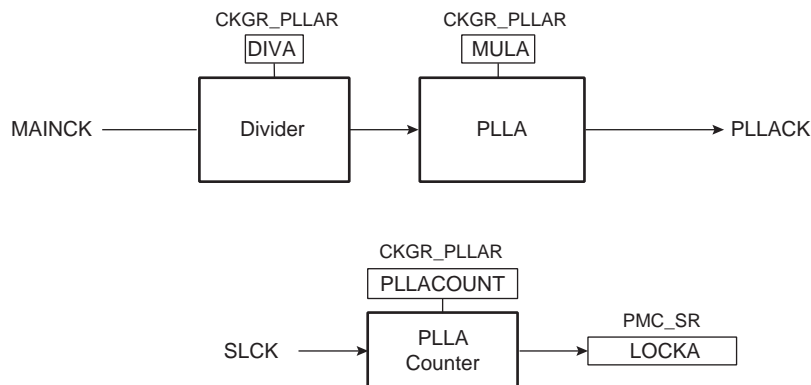 CKGR_PLLAR CKGR_PLLAR
DIVA MULA
MAINCK Divider PLLA PLLACK
CKGR_PLLAR
PLLACOUNT
PMC_SR
SLCK PLLA Counter LOCKA